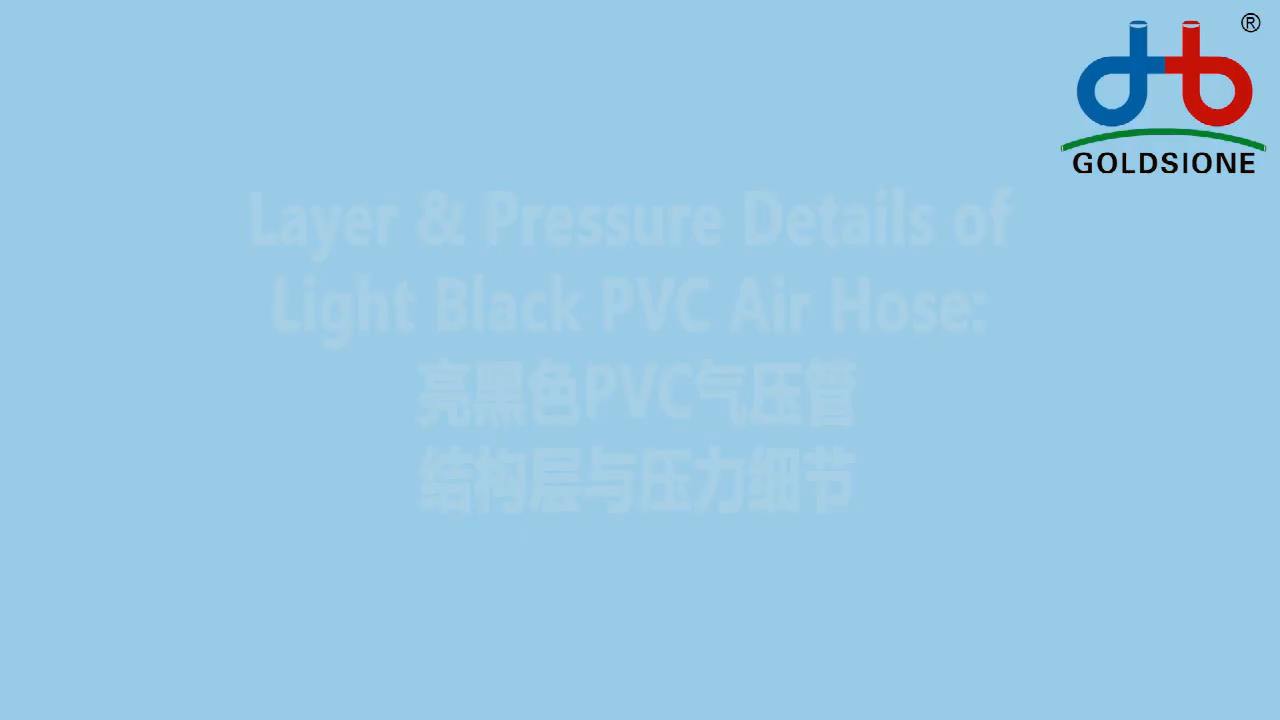 ®
GOLDSIONE
Layer & Pressure Details of
Light Black PVC Air Hose:
亮黑色PVC气压管
结构层与压力细节